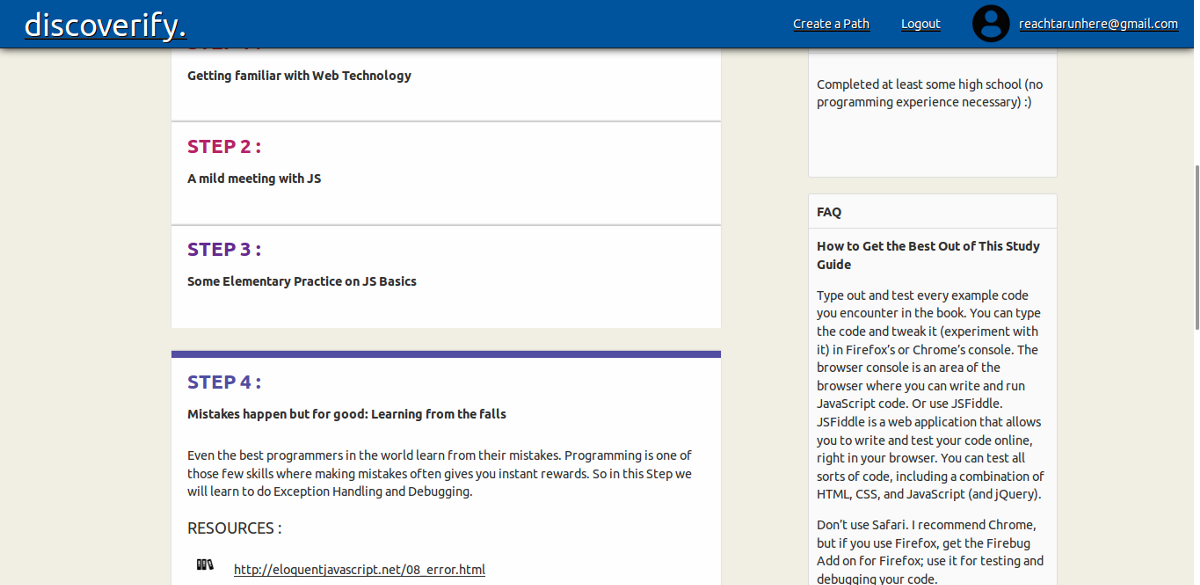 discoverify.
Create a Path
Logout
reachtarunhere@gmail.com
Getting familiar with Web Technology
STEP 2 :
A mild meeting with JS
STEP 3 :
Some Elementary Practice on JS Basics
STEP 4 :
Mistakes happen but for good: Learning from the falls
Even the best programmers in the world learn from their mistakes. Programming is one of
those few skills where making mistakes often gives you instant rewards. So in this Step we
will learn to do Exception Handling and Debugging.
RESOURCES :
http://eloquentjavascript.net/08_error.html
Completed at least some high school (no
programming experience necessary) :)
FAQ
How to Get the Best Out of This Study
Guide
Type out and test every example code
you encounter in the book. You can type
the code and tweak it (experiment with
it) in Firefox’s or Chrome’s console. The
browser console is an area of the
browser where you can write and run
JavaScript code. Or use JSFiddle.
JSFiddle is a web application that allows
you to write and test your code online,
right in your browser. You can test all
sorts of code, including a combination of
HTML, CSS, and JavaScript (and jQuery).
Don’t use Safari. I recommend Chrome,
but if you use Firefox, get the Firebug
Add on for Firefox; use it for testing and
debugging your code.